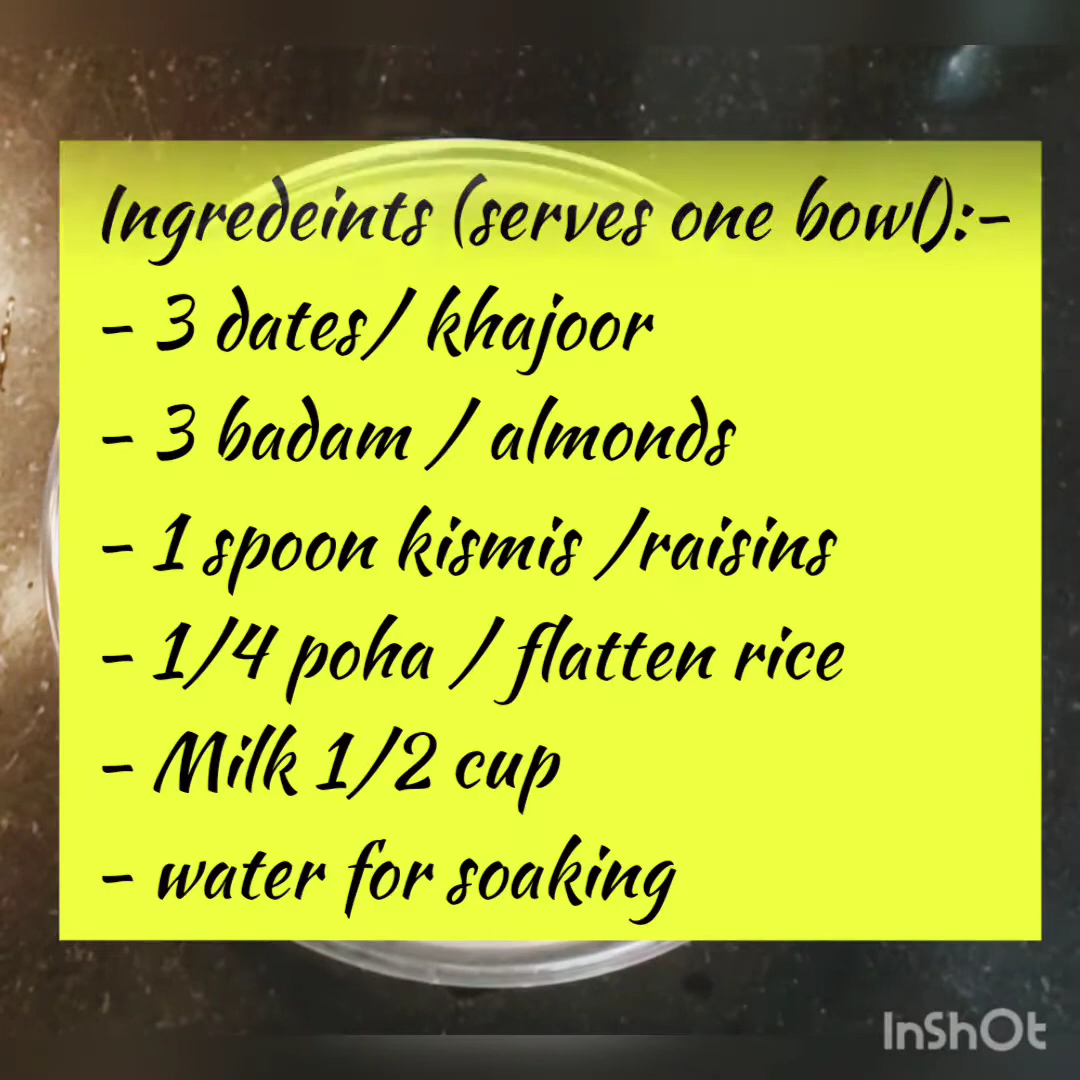 Ingredeints (serves one bowl):-
- 3 dates/ khajoor
- 3 badam / almonds
- 1 spoon kismis /raisins
- 1/4 poha / flatten rice
- Milk 1/2 cup
- water for soaking
InShOt